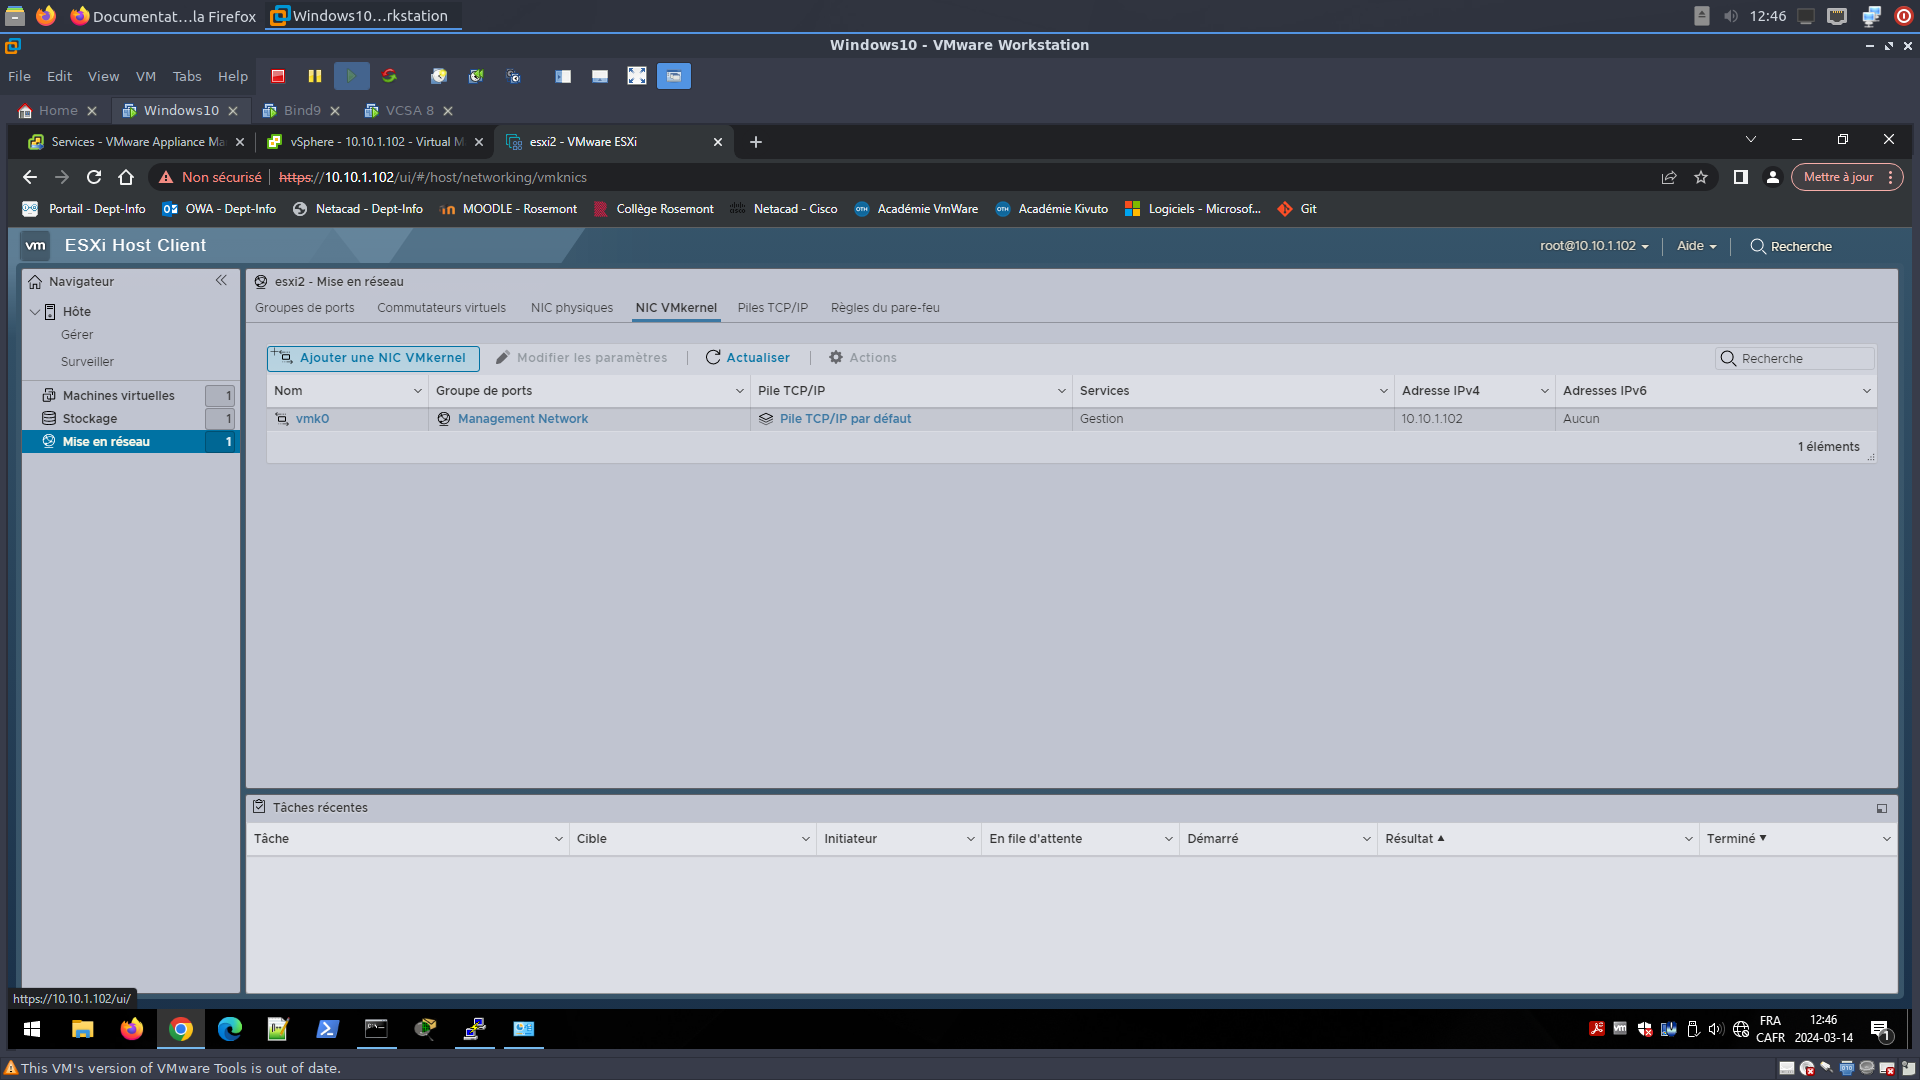 Documentat...la Firefox
Windows10...rkstation
12:46
Windows10 - VMware Workstation
File Edit View VM Tabs Help
Home Windows10 Bind9 VCSA 8
Services - VMware Appliance Ma
vSphere - 10.10.1.102 - Virtual M
esxi2 - VMware ESXi
Non sécurisé https://10.10.1.102/ui/#/host/networking/vmknics Mettre à jour
Portail - Dept-Info OWA - Dept-Info Netacad - Dept-Info MOODLE - Rosemont Collège Rosemont Netacad - Cisco Académie VmWare Académie Kivuto Logiciels - Microsof... Git
vm ESXi Host Client root@10.10.1.102 Aide Recherche
Navigateur
Hôte
Gérer
Surveiller
Machines virtuelles 1
Stockage 1
Mise en réseau 1
esxi2 - Mise en réseau
Groupes de ports Commutateurs virtuels NIC physiques NIC VMkernel Piles TCP/IP Règles du pare-feu
Ajouter une NIC VMkernel Modifier les paramètres Actualiser Actions Recherche
Nom Groupe de ports Pile TCP/IP Services Adresse IPv4 Adresses IPv6
vmk0 Management Network Pile TCP/IP par défaut Gestion 10.10.1.102 Aucun
1 éléments
Tâches récentes
Tâche Cible Initiateur En file d'attente Démarré Résultat Terminé
https://10.10.1.102/ui/
FRA
CAFR
12:46
2024-03-14
1
This VM's version of VMware Tools is out of date.